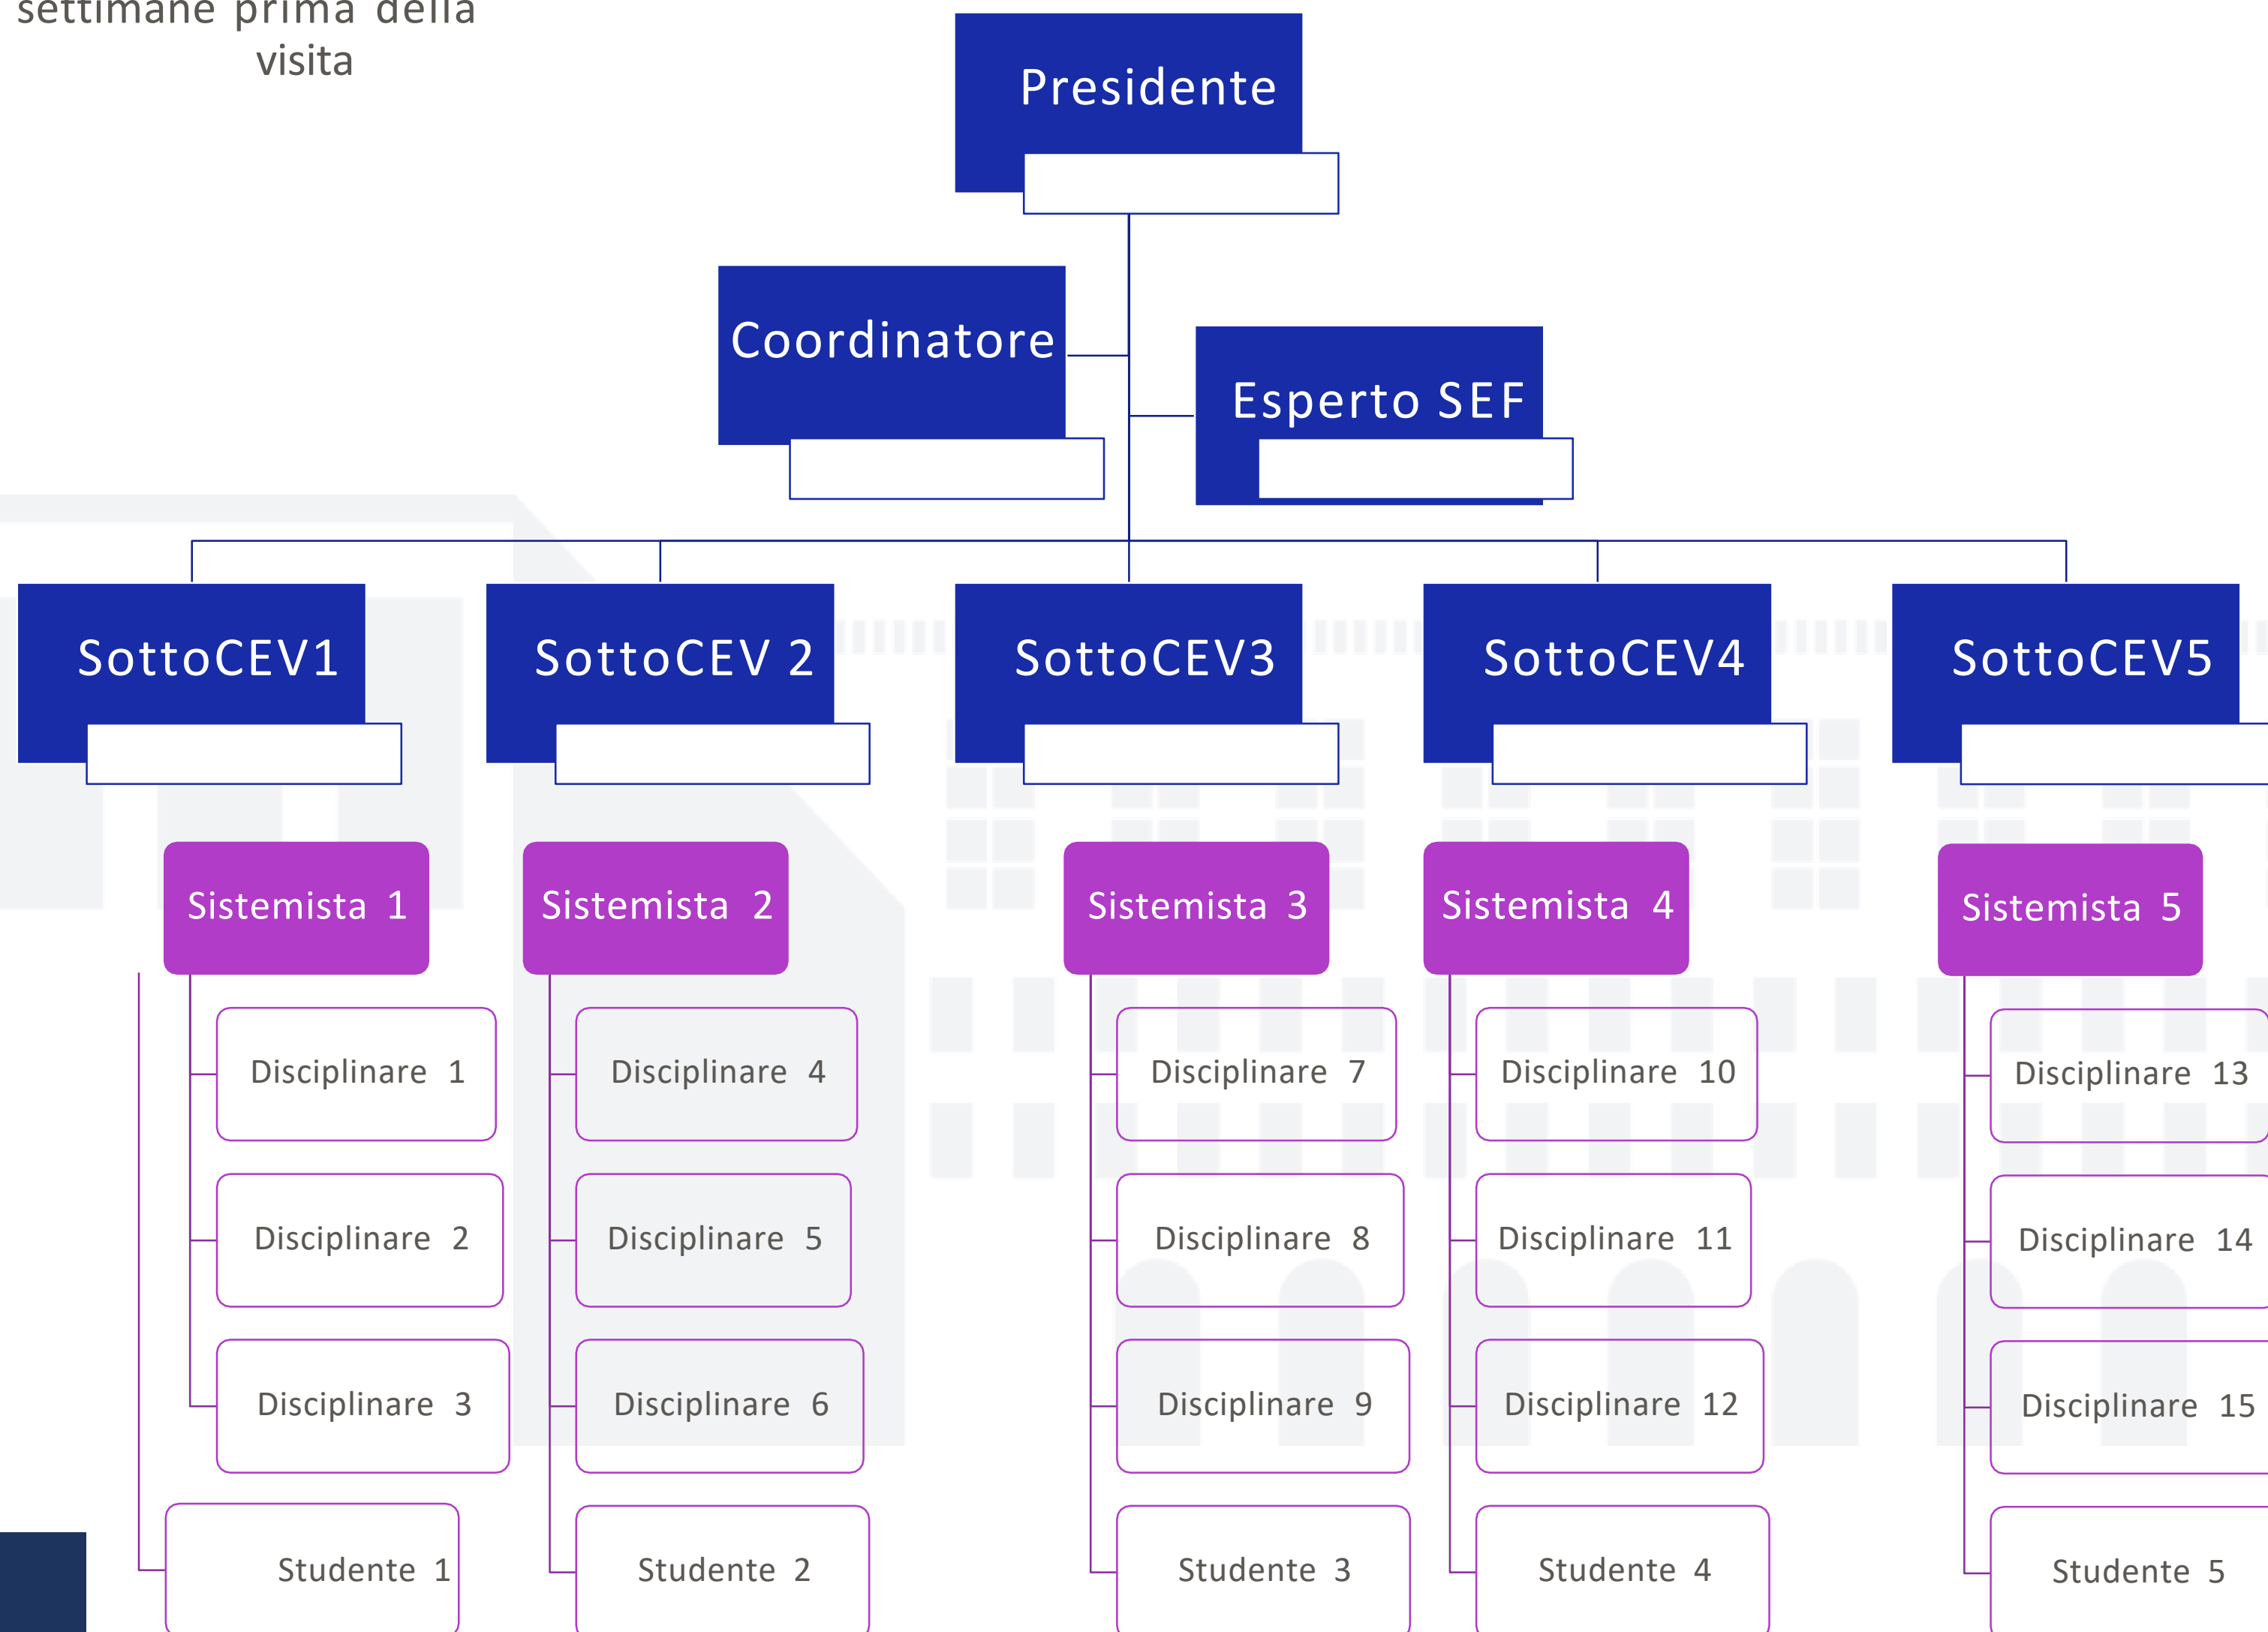 settimane prima della
visita
Presidente
Coordinatore
Esperto SEF
SottoCEV1
SottoCEV 2
SottoCEV3
SottoCEV4
SottoCEV5
Sistemista 1
Sistemista 2
Sistemista 3
Sistemista 4
Sistemista 5
Disciplinare 1
Disciplinare 4
Disciplinare 7
Disciplinare 10
Disciplinare 13
Disciplinare 2
Disciplinare 5
Disciplinare 8
Disciplinare 11
Disciplinare 14
Disciplinare 3
Disciplinare 6
Disciplinare 9
Disciplinare 12
Disciplinare 15
Studente 1
Studente 2
Studente 3
Studente 4
Studente 5